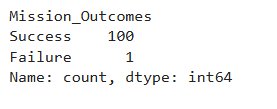 Mission_Outcomes
Success    100
Failure      1
Name: count, dtype: int64